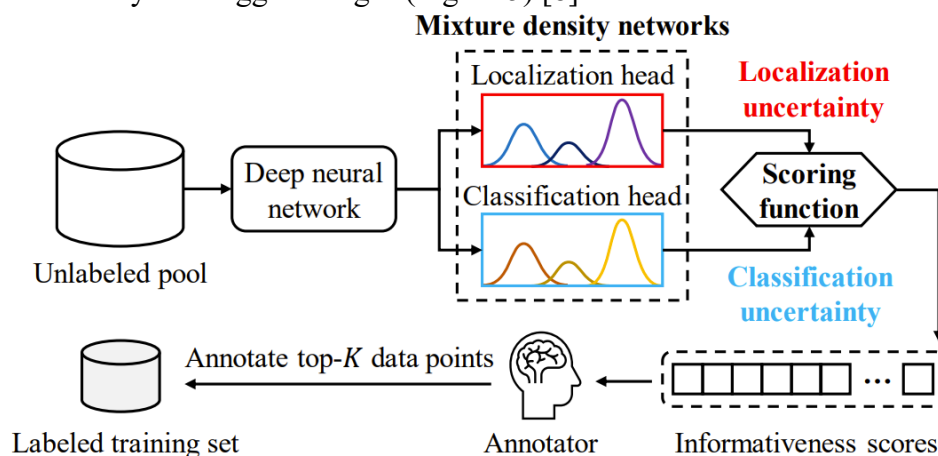 Mixture density networks
Localization head
Localization
uncertainty
Deep neural
network
Scoring
function
Classification head
Unlabeled pool
Classification
uncertainty
Annotate top-K data points
...
Labeled training set
Annotator
Informativeness scores